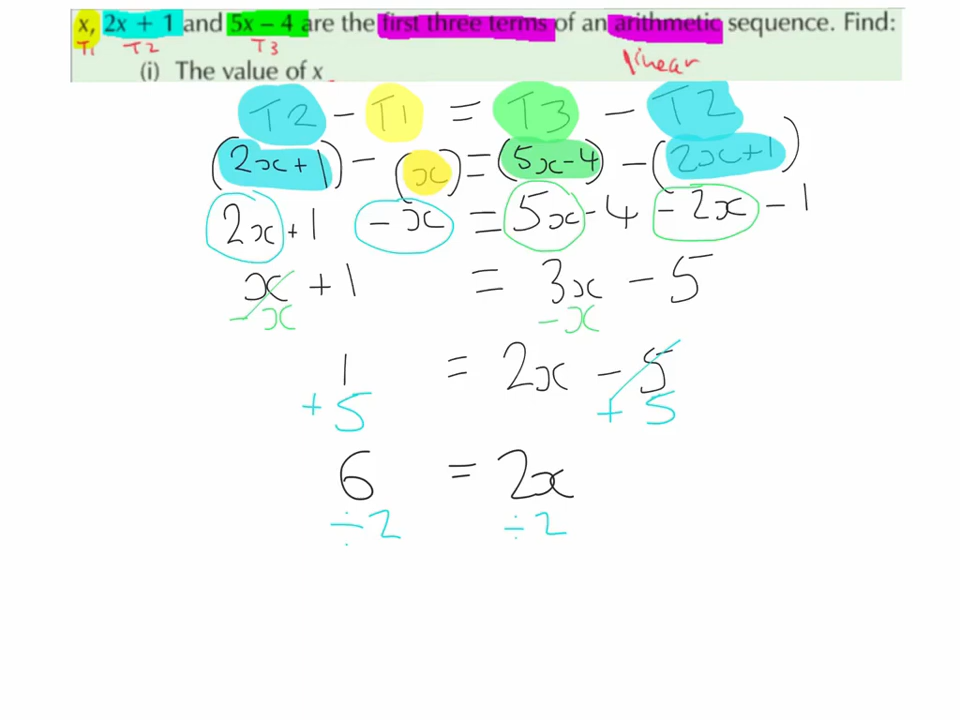 x, 2x + 1 and 5x – 4 are the first three terms of an arithmetic sequence. Find:
T1 T2 T3 linear
(i) The value of x
T2 - T1 = T3 - T2
(2x+1) - (x) = (5x-4) - (2x+1)
2x+1 -x = 5x-4 -2x -1
x +1 = 3x -5
-x -x
1 = 2x -5
+5 +5
6 = 2x
÷2 ÷2